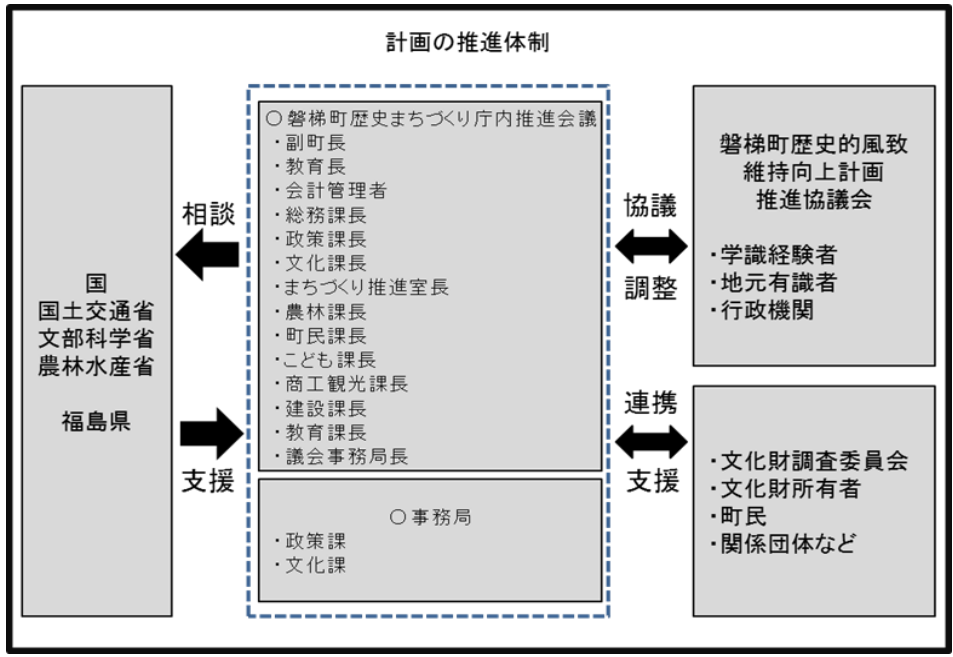 計画の推進体制
国
国土交通省
文部科学省
農林水産省
福島県
相談
支援
○磐梯町歴史まちづくり庁内推進会議
・副町長
・教育長
・会計管理者
・総務課長
・政策課長
・文化課長
・まちづくり推進室長
・農林課長
・町民課長
・こども課長
・商工観光課長
・建設課長
・教育課長
・議会事務局長
○事務局
・政策課
・文化課
協議
調整
連携
支援
磐梯町歴史的風致
維持向上計画
推進協議会
・学識経験者
・地元有識者
・行政機関
・文化財調査委員会
・文化財所有者
・町民
・関係団体など